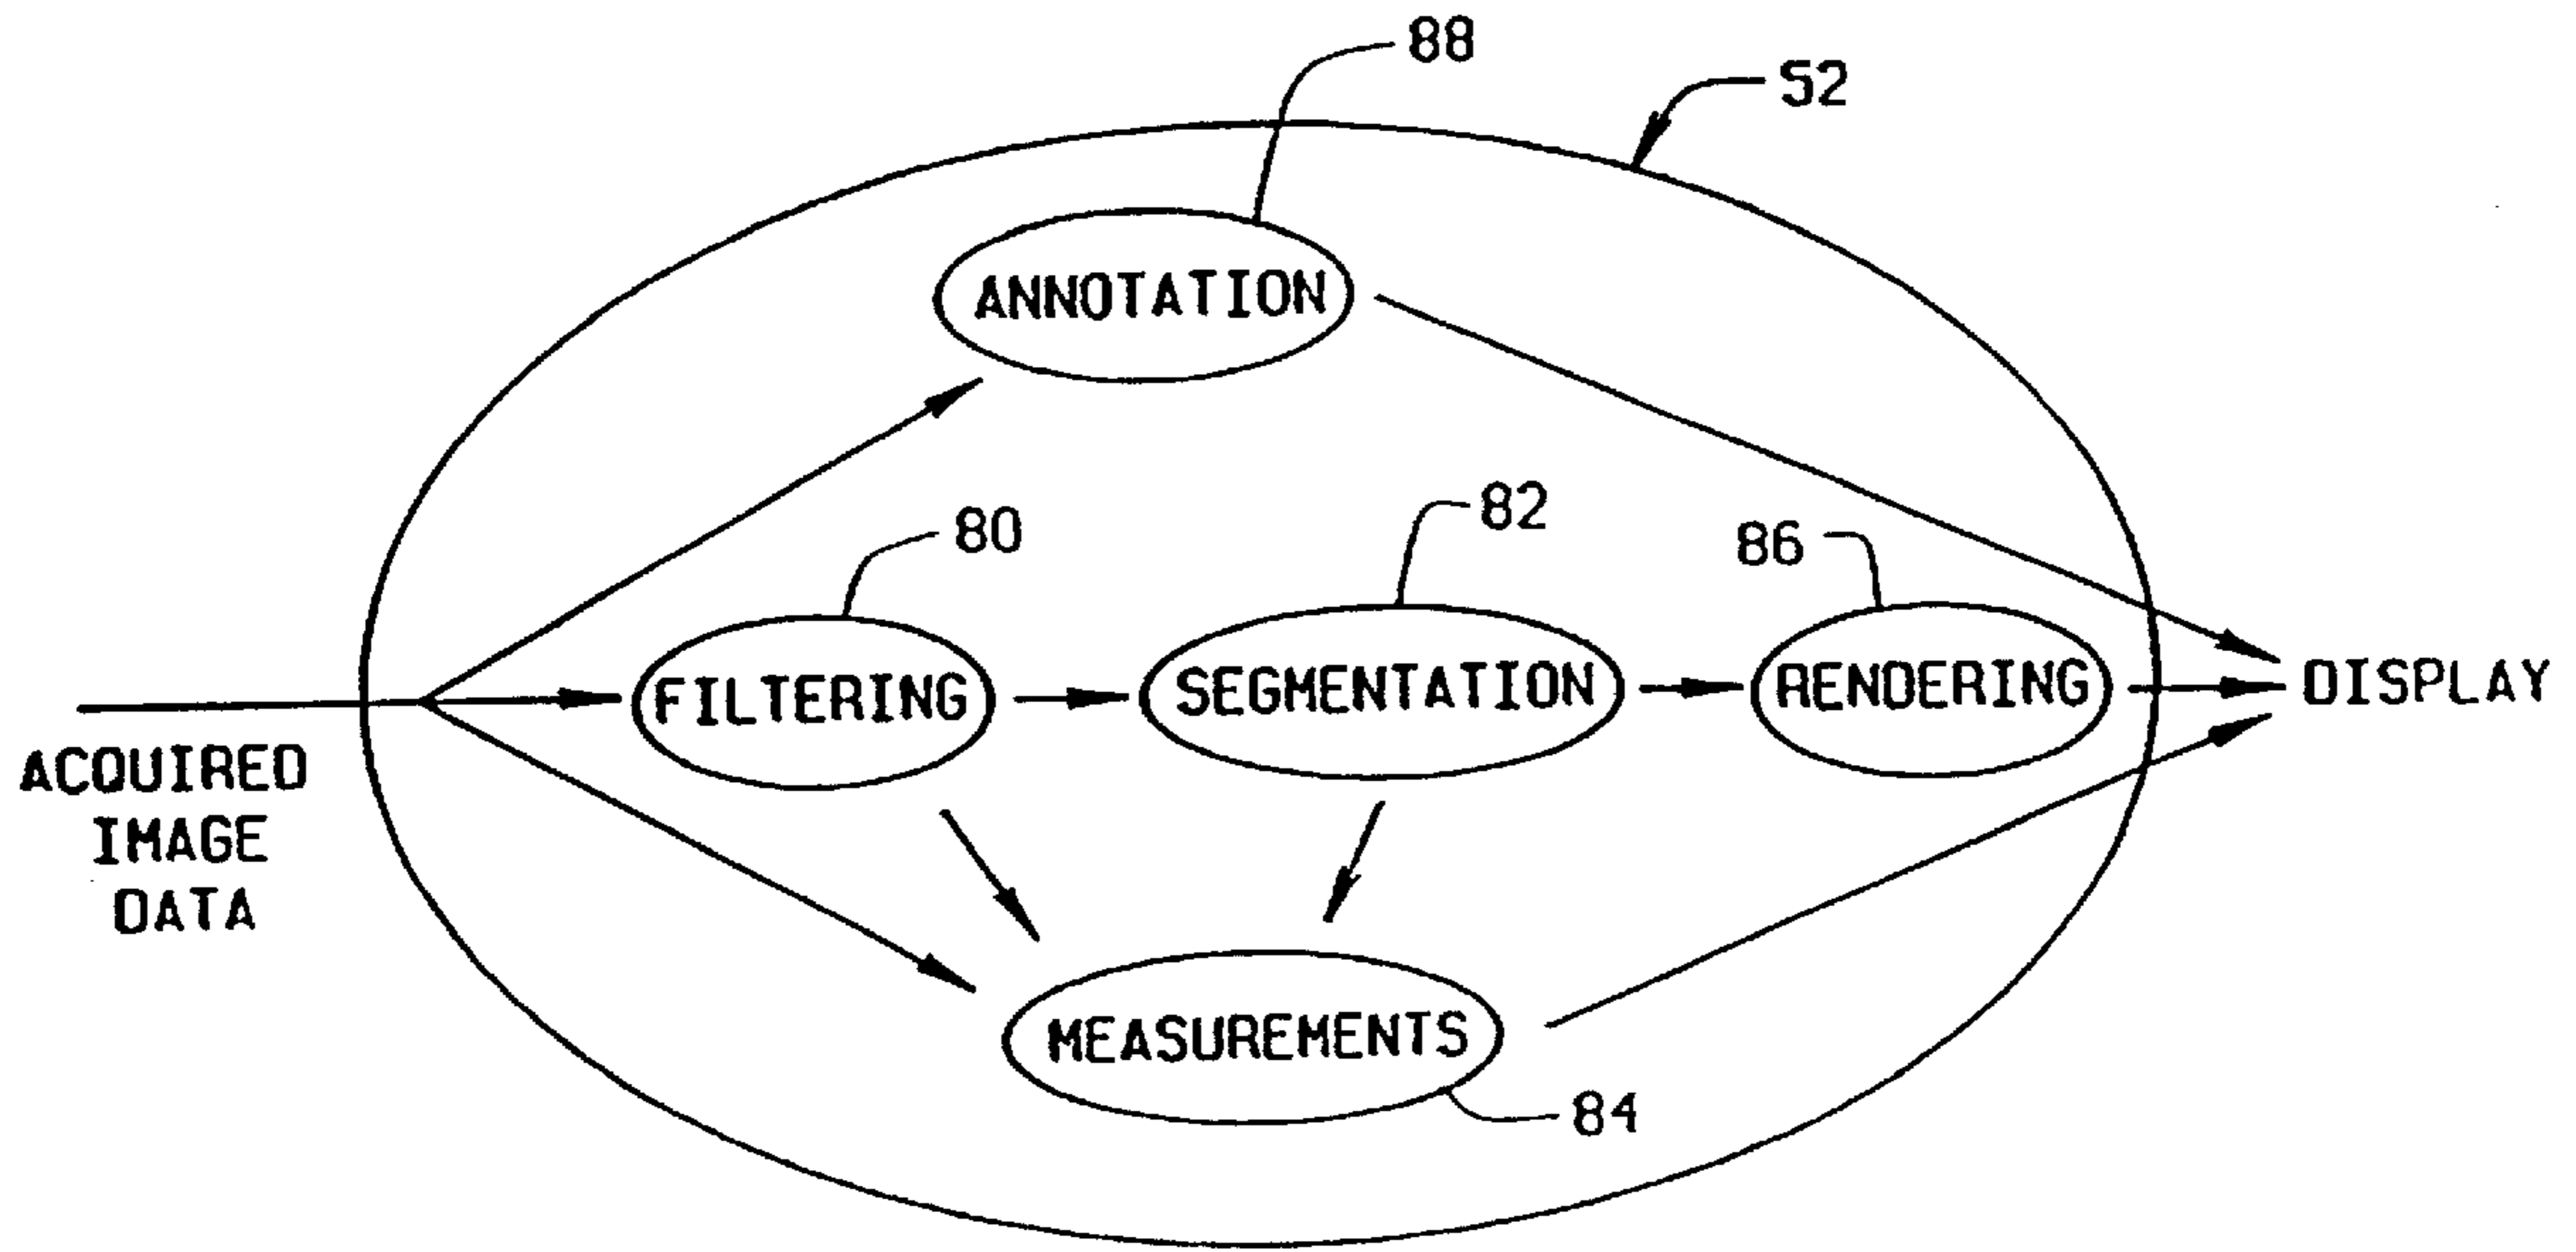 88
52
ANNOTATION
80
82
86
FILTERING
SEGMENTATION
RENDERING
DISPLAY
ACQUIRED
IMAGE
DATA
MEASUREMENTS
84